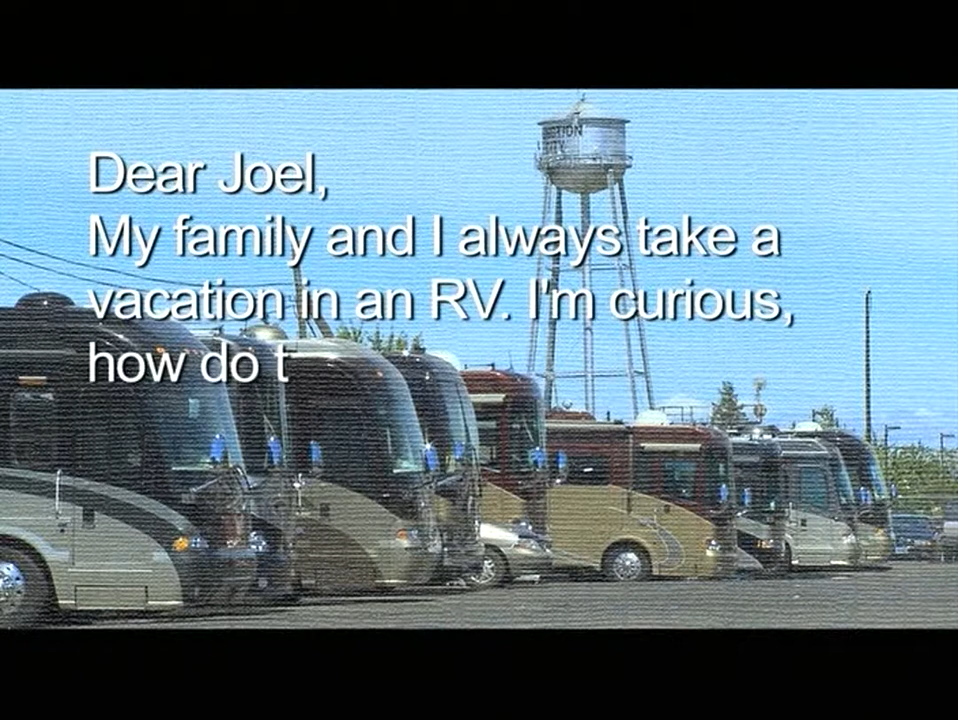 Dear Joel,
My family and I always take a
vacation in an RV. I'm curious,
how do t